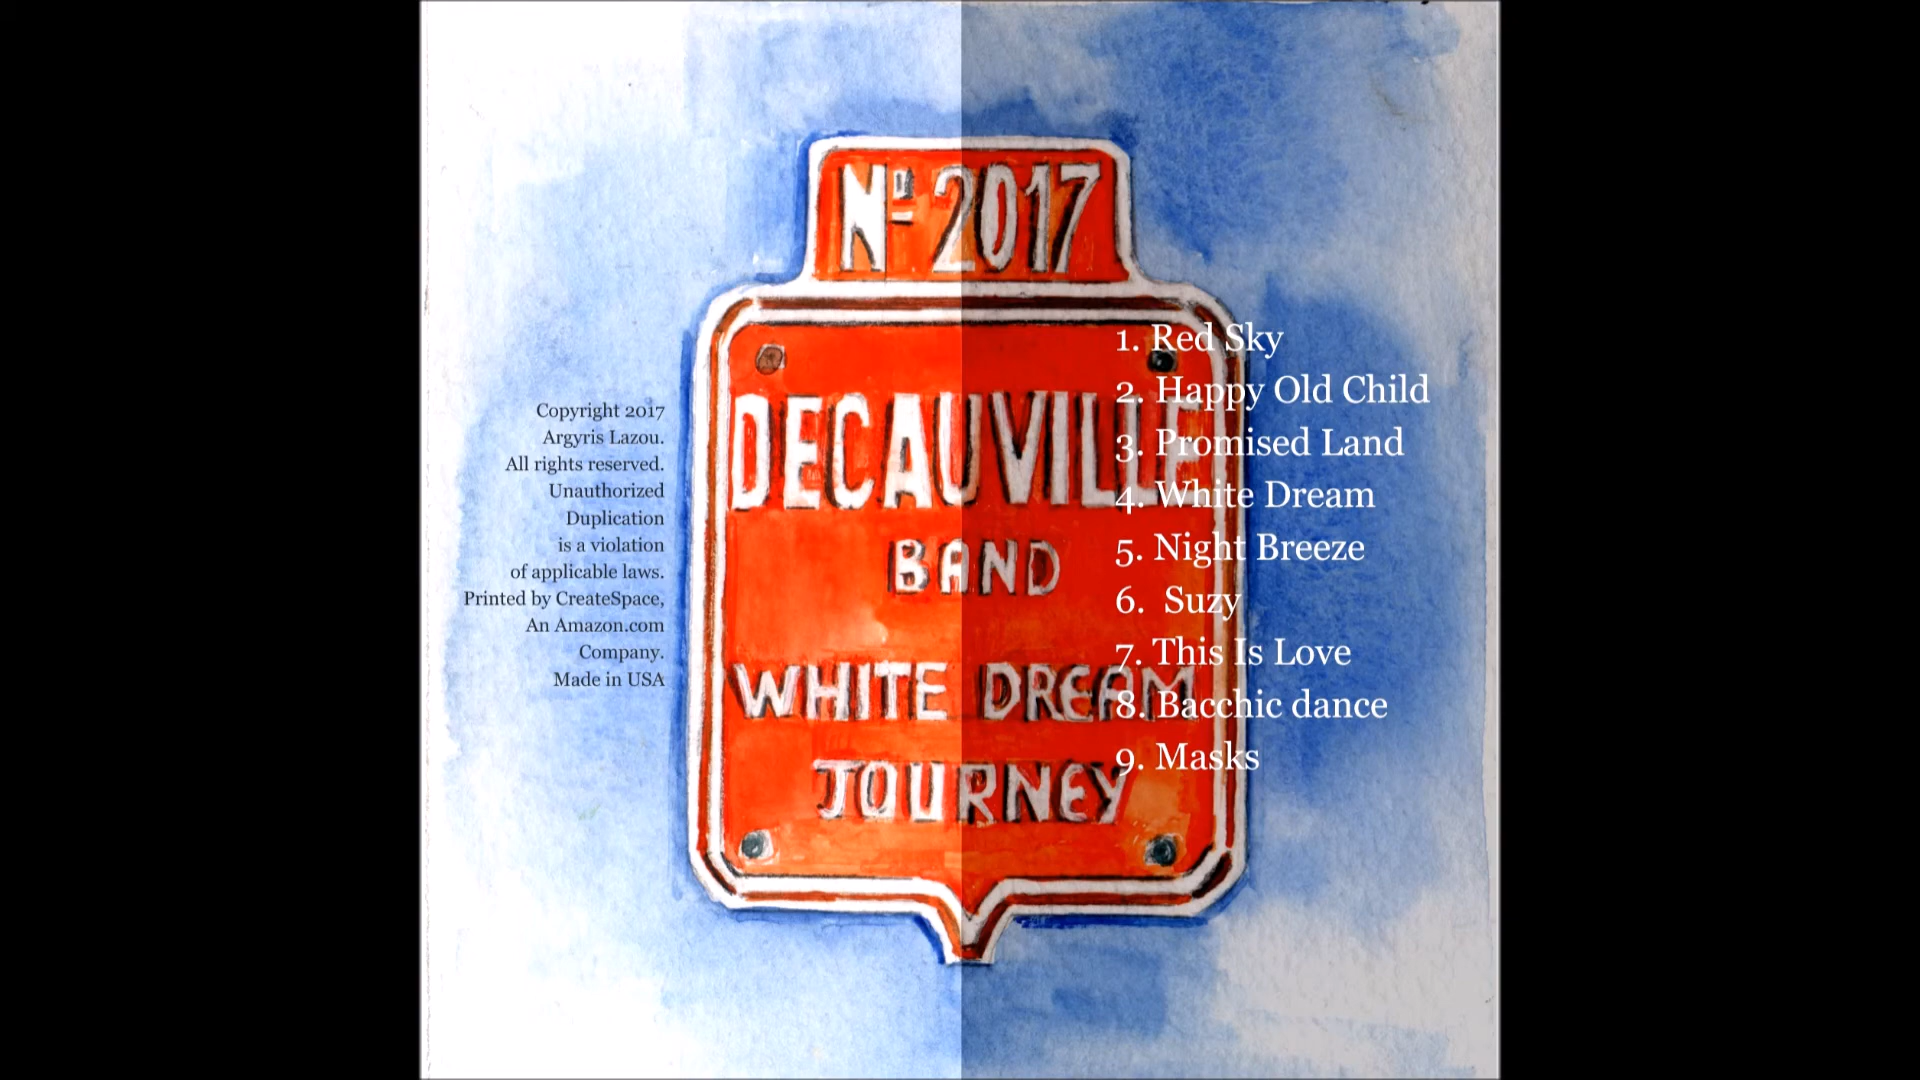 Nº 2017
DECAUVILLE
BAND
WHITE DREAM
JOURNEY
Copyright 2017
Argyris Lazou.
All rights reserved.
Unauthorized
Duplication
is a violation
of applicable laws.
Printed by CreateSpace,
An Amazon.com
Company.
Made in USA
1. Red Sky
2. Happy Old Child
3. Promised Land
4. White Dream
5. Night Breeze
6. Suzy
7. This Is Love
8. Bacchic dance
9. Masks